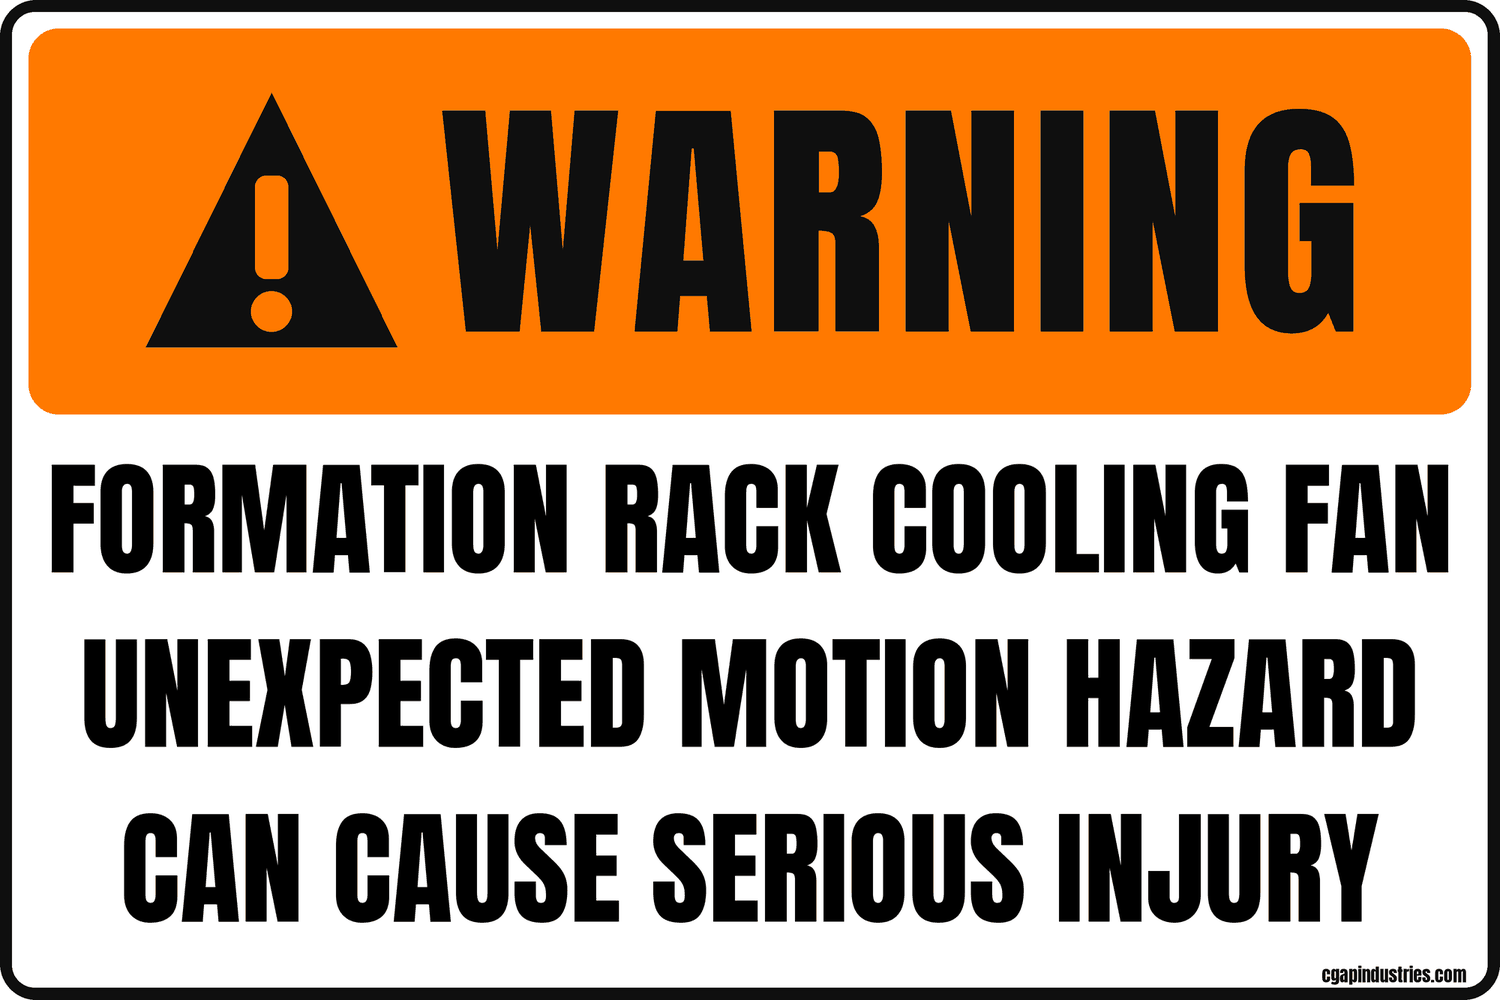 WARNING
FORMATION RACK COOLING FAN
UNEXPECTED MOTION HAZARD
CAN CAUSE SERIOUS INJURY
cgapindustries.com